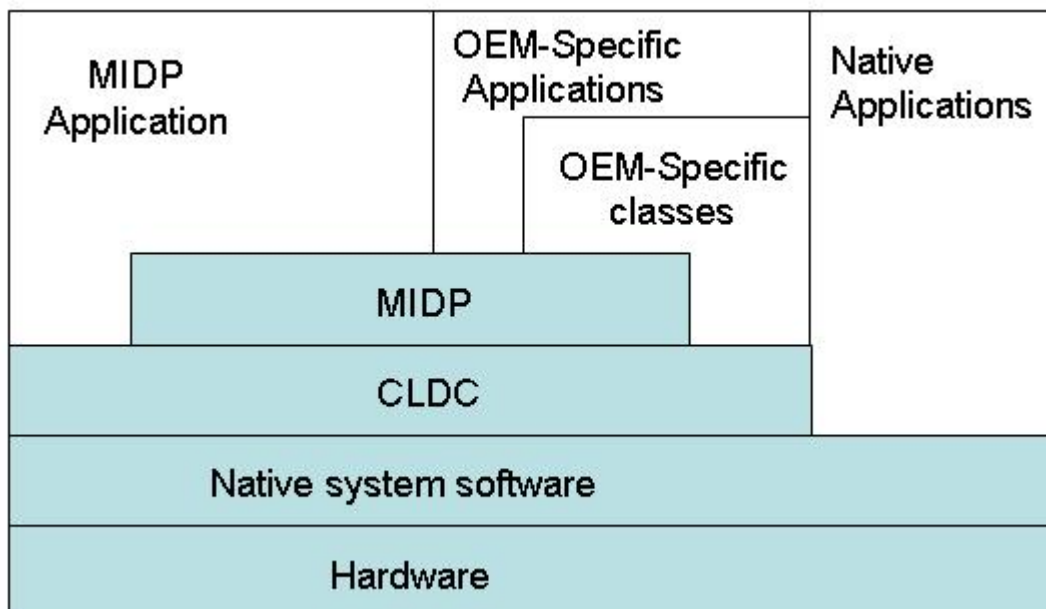 MIDP
Application
OEM-Specific
Applications
Native
Applications
OEM-Specific
classes
MIDP
CLDC
Native system software
Hardware